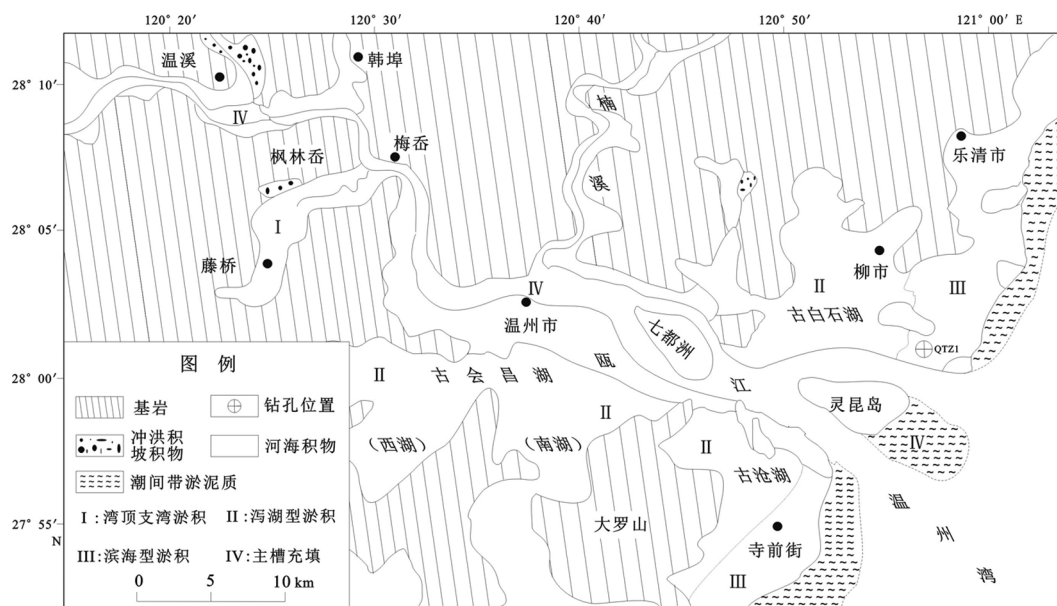 120° 20′ 120° 30′ 120° 40′ 120° 50′ 121° 00′ E
28° 10′
28° 05′
28° 00′
27° 55′
N
温溪
韩埠
Ⅳ
楠
溪
梅岙
枫林岙
乐清市
Ⅰ
藤桥
柳市
Ⅱ
Ⅲ
古白石湖
Ⅳ
温州市
七都洲
QTZ1
瓯
江
Ⅱ
古会昌湖
灵昆岛
Ⅱ
(西湖)
(南湖)
Ⅱ
Ⅳ
古沧湖
温
州
湾
大罗山
寺前街
Ⅲ
图 例
基岩
钻孔位置
冲洪积
坡积物
河海积物
潮间带淤泥质
Ⅰ:湾顶支湾淤积 Ⅱ:泻湖型淤积
Ⅲ:滨海型淤积 Ⅳ:主槽充填
0 5 10 km